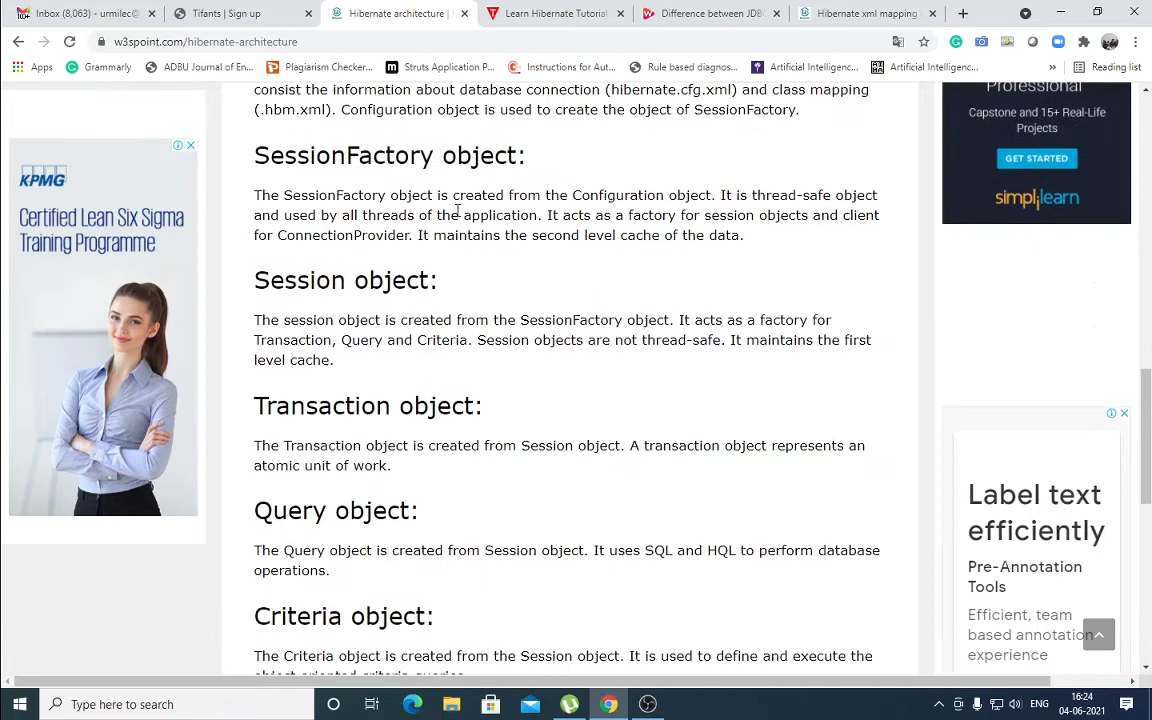 Inbox (8,063) - urmilec@
Tifants | Sign up
Hibernate architecture |
Learn Hibernate Tutorial
Difference between JDBC
Hibernate xml mapping
w3spoint.com/hibernate-architecture
Apps
Grammarly
ADBU Journal of En...
Plagiarism Checker...
Struts Application P...
Instructions for Aut...
Rule based diagnos...
Artificial Intelligenc...
Artificial Intelligenc...
»
Reading list
consist the information about database connection (hibernate.cfg.xml) and class mapping
(.hbm.xml). Configuration object is used to create the object of SessionFactory.
SessionFactory object:
The SessionFactory object is created from the Configuration object. It is thread-safe object
and used by all threads of the application. It acts as a factory for session objects and client
for ConnectionProvider. It maintains the second level cache of the data.
Session object:
The session object is created from the SessionFactory object. It acts as a factory for
Transaction, Query and Criteria. Session objects are not thread-safe. It maintains the first
level cache.
Transaction object:
The Transaction object is created from Session object. A transaction object represents an
atomic unit of work.
Query object:
The Query object is created from Session object. It uses SQL and HQL to perform database
operations.
Criteria object:
The Criteria object is created from the Session object. It is used to define and execute the
KPMG
Certified Lean Six Sigma
Training Programme
Professional
Capstone and 15+ Real-Life
Projects
GET STARTED
simplilearn
Label text
efficiently
Pre-Annotation
Tools
Efficient, team
based annotation
experience
Type here to search
ENG
16:24
04-06-2021